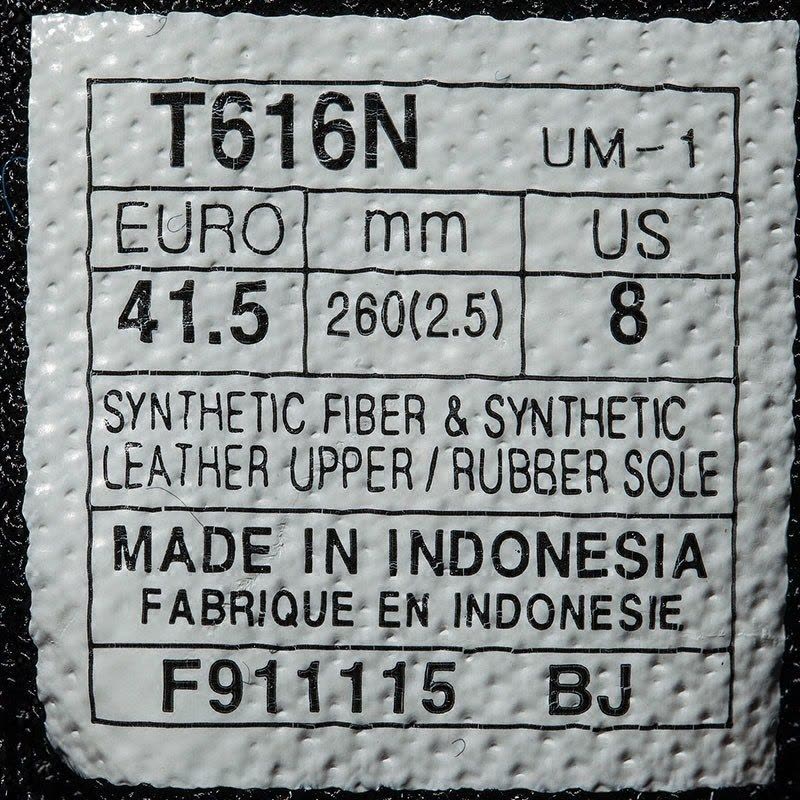 T616N UM-1
EURO mm US
41.5 260(2.5) 8
SYNTHETIC FIBER & SYNTHETIC
LEATHER UPPER / RUBBER SOLE
MADE IN INDONESIA
FABRIQUE EN INDONESIE.
F911115 BJ